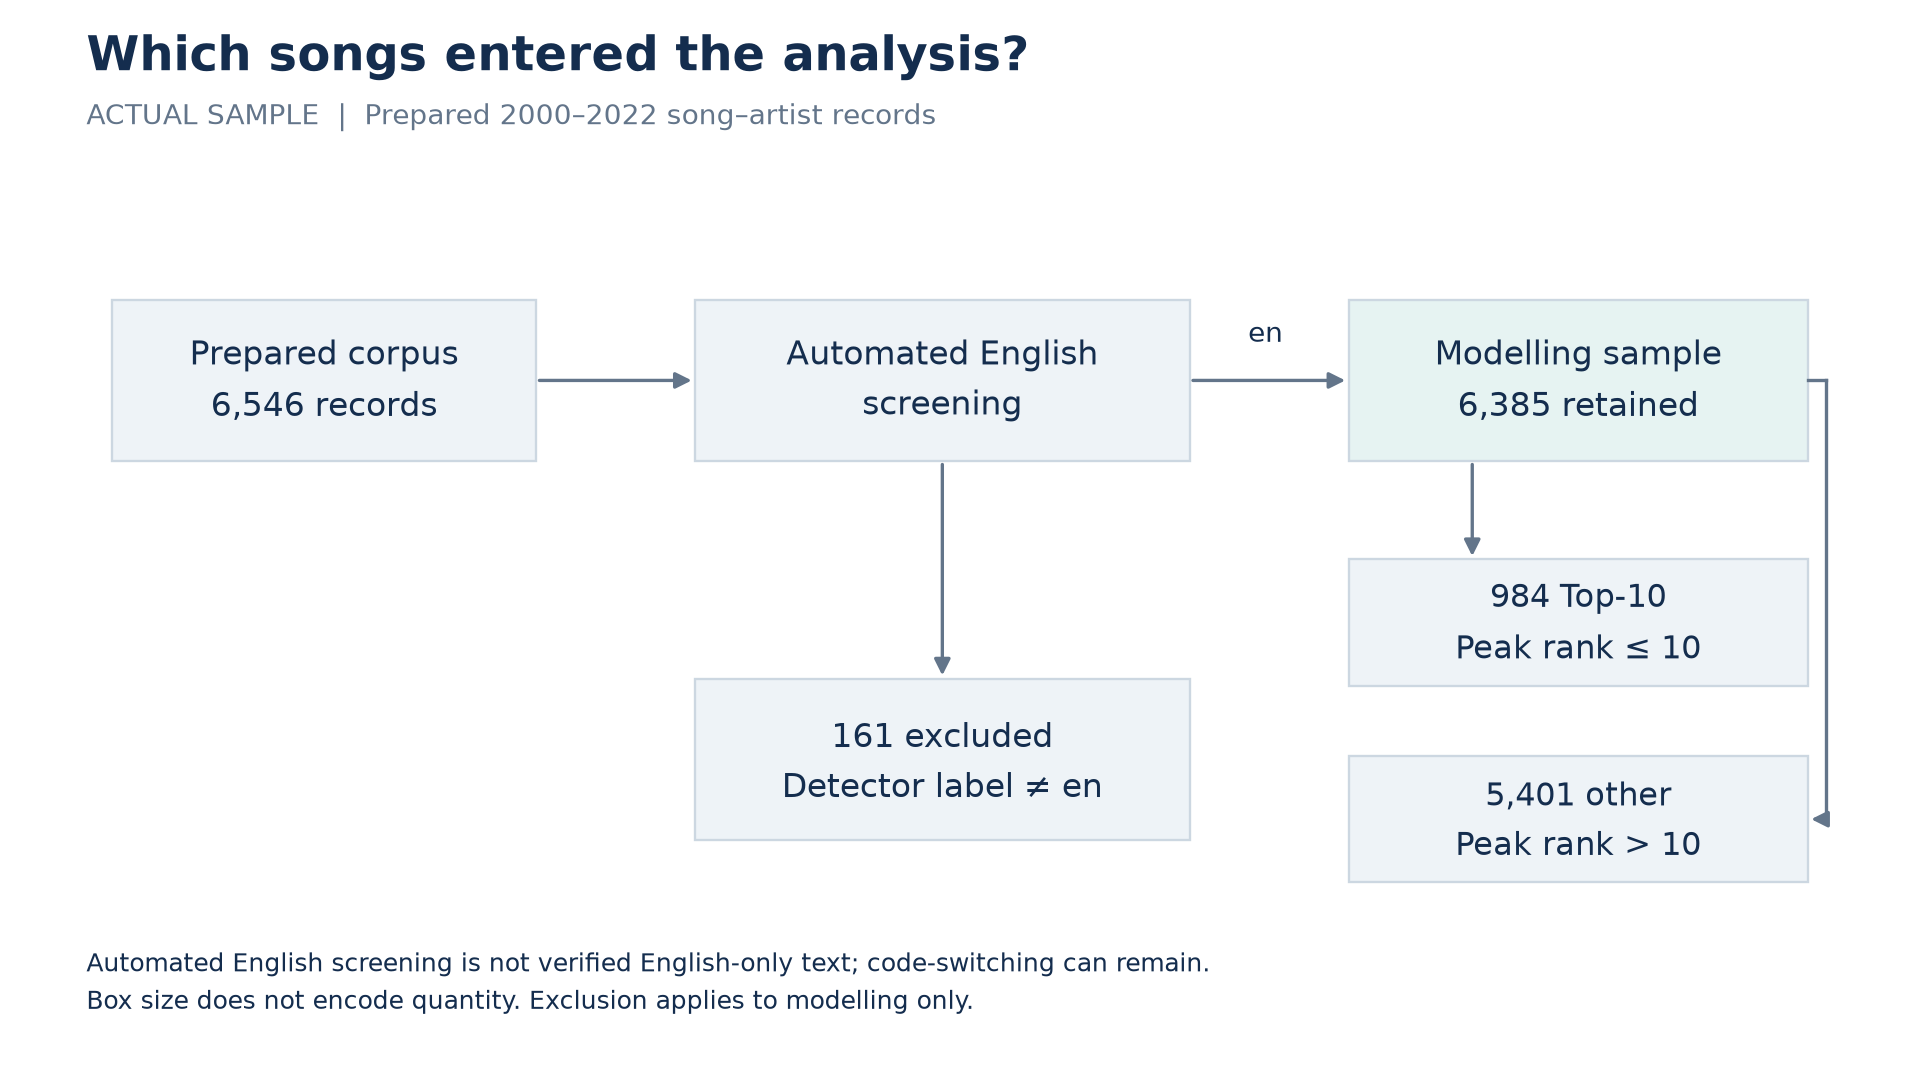 Which songs entered the analysis?
ACTUAL SAMPLE | Prepared 2000–2022 song–artist records
Prepared corpus
6,546 records
Automated English
screening
en
Modelling sample
6,385 retained
984 Top-10
Peak rank ≤ 10
161 excluded
Detector label ≠ en
5,401 other
Peak rank > 10
Automated English screening is not verified English-only text; code-switching can remain.
Box size does not encode quantity. Exclusion applies to modelling only.